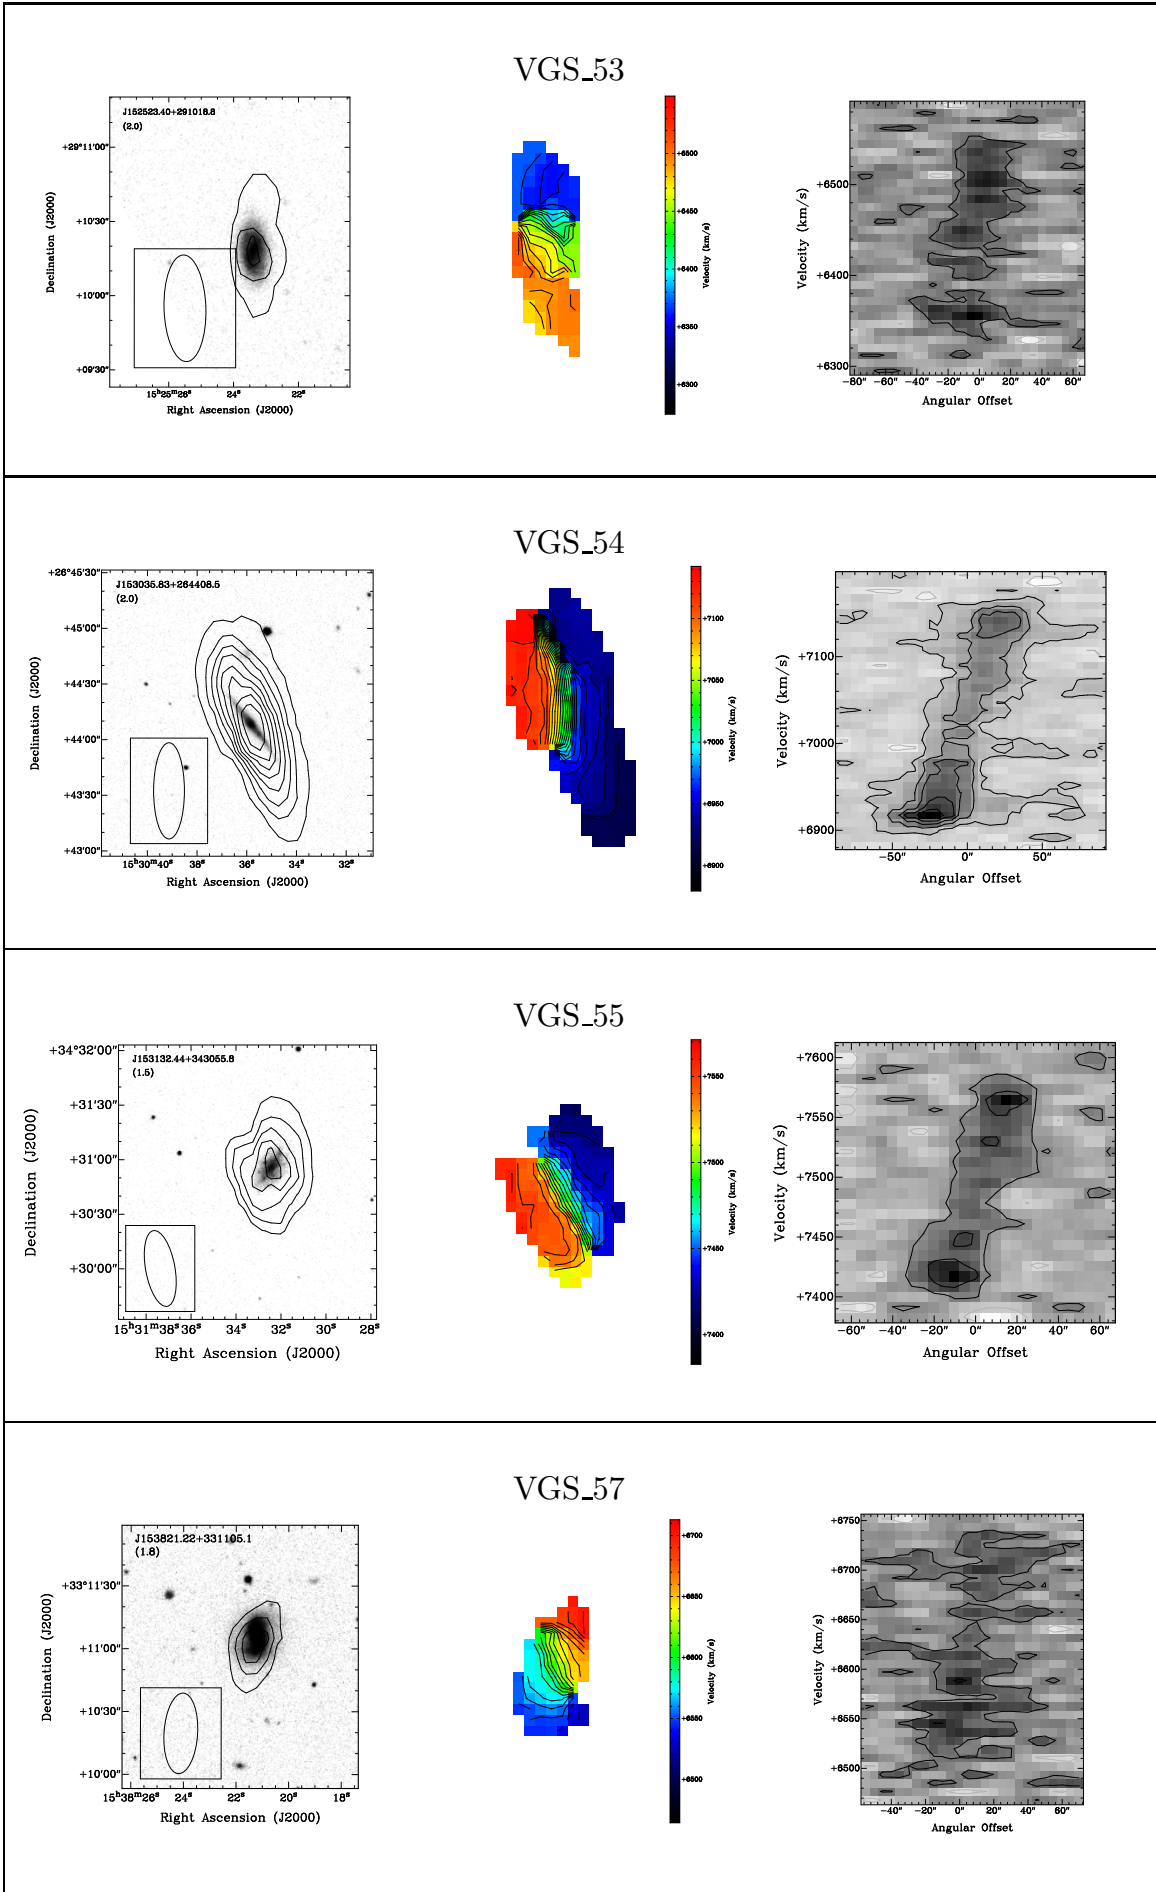 VGS_53
J152523.40+291018.8
(2.0)
Declination (J2000)
+29°11'00"
+10'30"
+10'00"
+09'30"
15ʰ25ᵐ26ˢ 24ˢ 22ˢ
Right Ascension (J2000)
+6500
+6450
+6400
+6350
+6300
Velocity (km/s)
Velocity (km/s)
+6500
+6400
+6300
-80" -60" -40" -20" 0" 20" 40" 60"
Angular Offset
VGS_54
J153035.83+264408.5
(2.0)
Declination (J2000)
+26°45'30"
+45'00"
+44'30"
+44'00"
+43'30"
+43'00"
15ʰ30ᵐ40ˢ 38ˢ 36ˢ 34ˢ 32ˢ
Right Ascension (J2000)
+7100
+7050
+7000
+6950
+6900
Velocity (km/s)
Velocity (km/s)
+7100
+7000
+6900
-50" 0" 50"
Angular Offset
VGS_55
J153132.44+343055.8
(1.5)
Declination (J2000)
+34°32'00"
+31'30"
+31'00"
+30'30"
+30'00"
15ʰ31ᵐ38ˢ 36ˢ 34ˢ 32ˢ 30ˢ 28ˢ
Right Ascension (J2000)
+7550
+7500
+7450
+7400
Velocity (km/s)
Velocity (km/s)
+7600
+7550
+7500
+7450
+7400
-60" -40" -20" 0" 20" 40" 60"
Angular Offset
VGS_57
J153821.22+331105.1
(1.8)
Declination (J2000)
+33°11'30"
+11'00"
+10'30"
+10'00"
15ʰ38ᵐ26ˢ 22ˢ 20ˢ 18ˢ
Right Ascension (J2000)
+6700
+6650
+6600
+6550
+6500
Velocity (km/s)
Velocity (km/s)
+6750
+6700
+6650
+6600
+6550
+6500
-40" -20" 0" 20" 40" 60"
Angular Offset